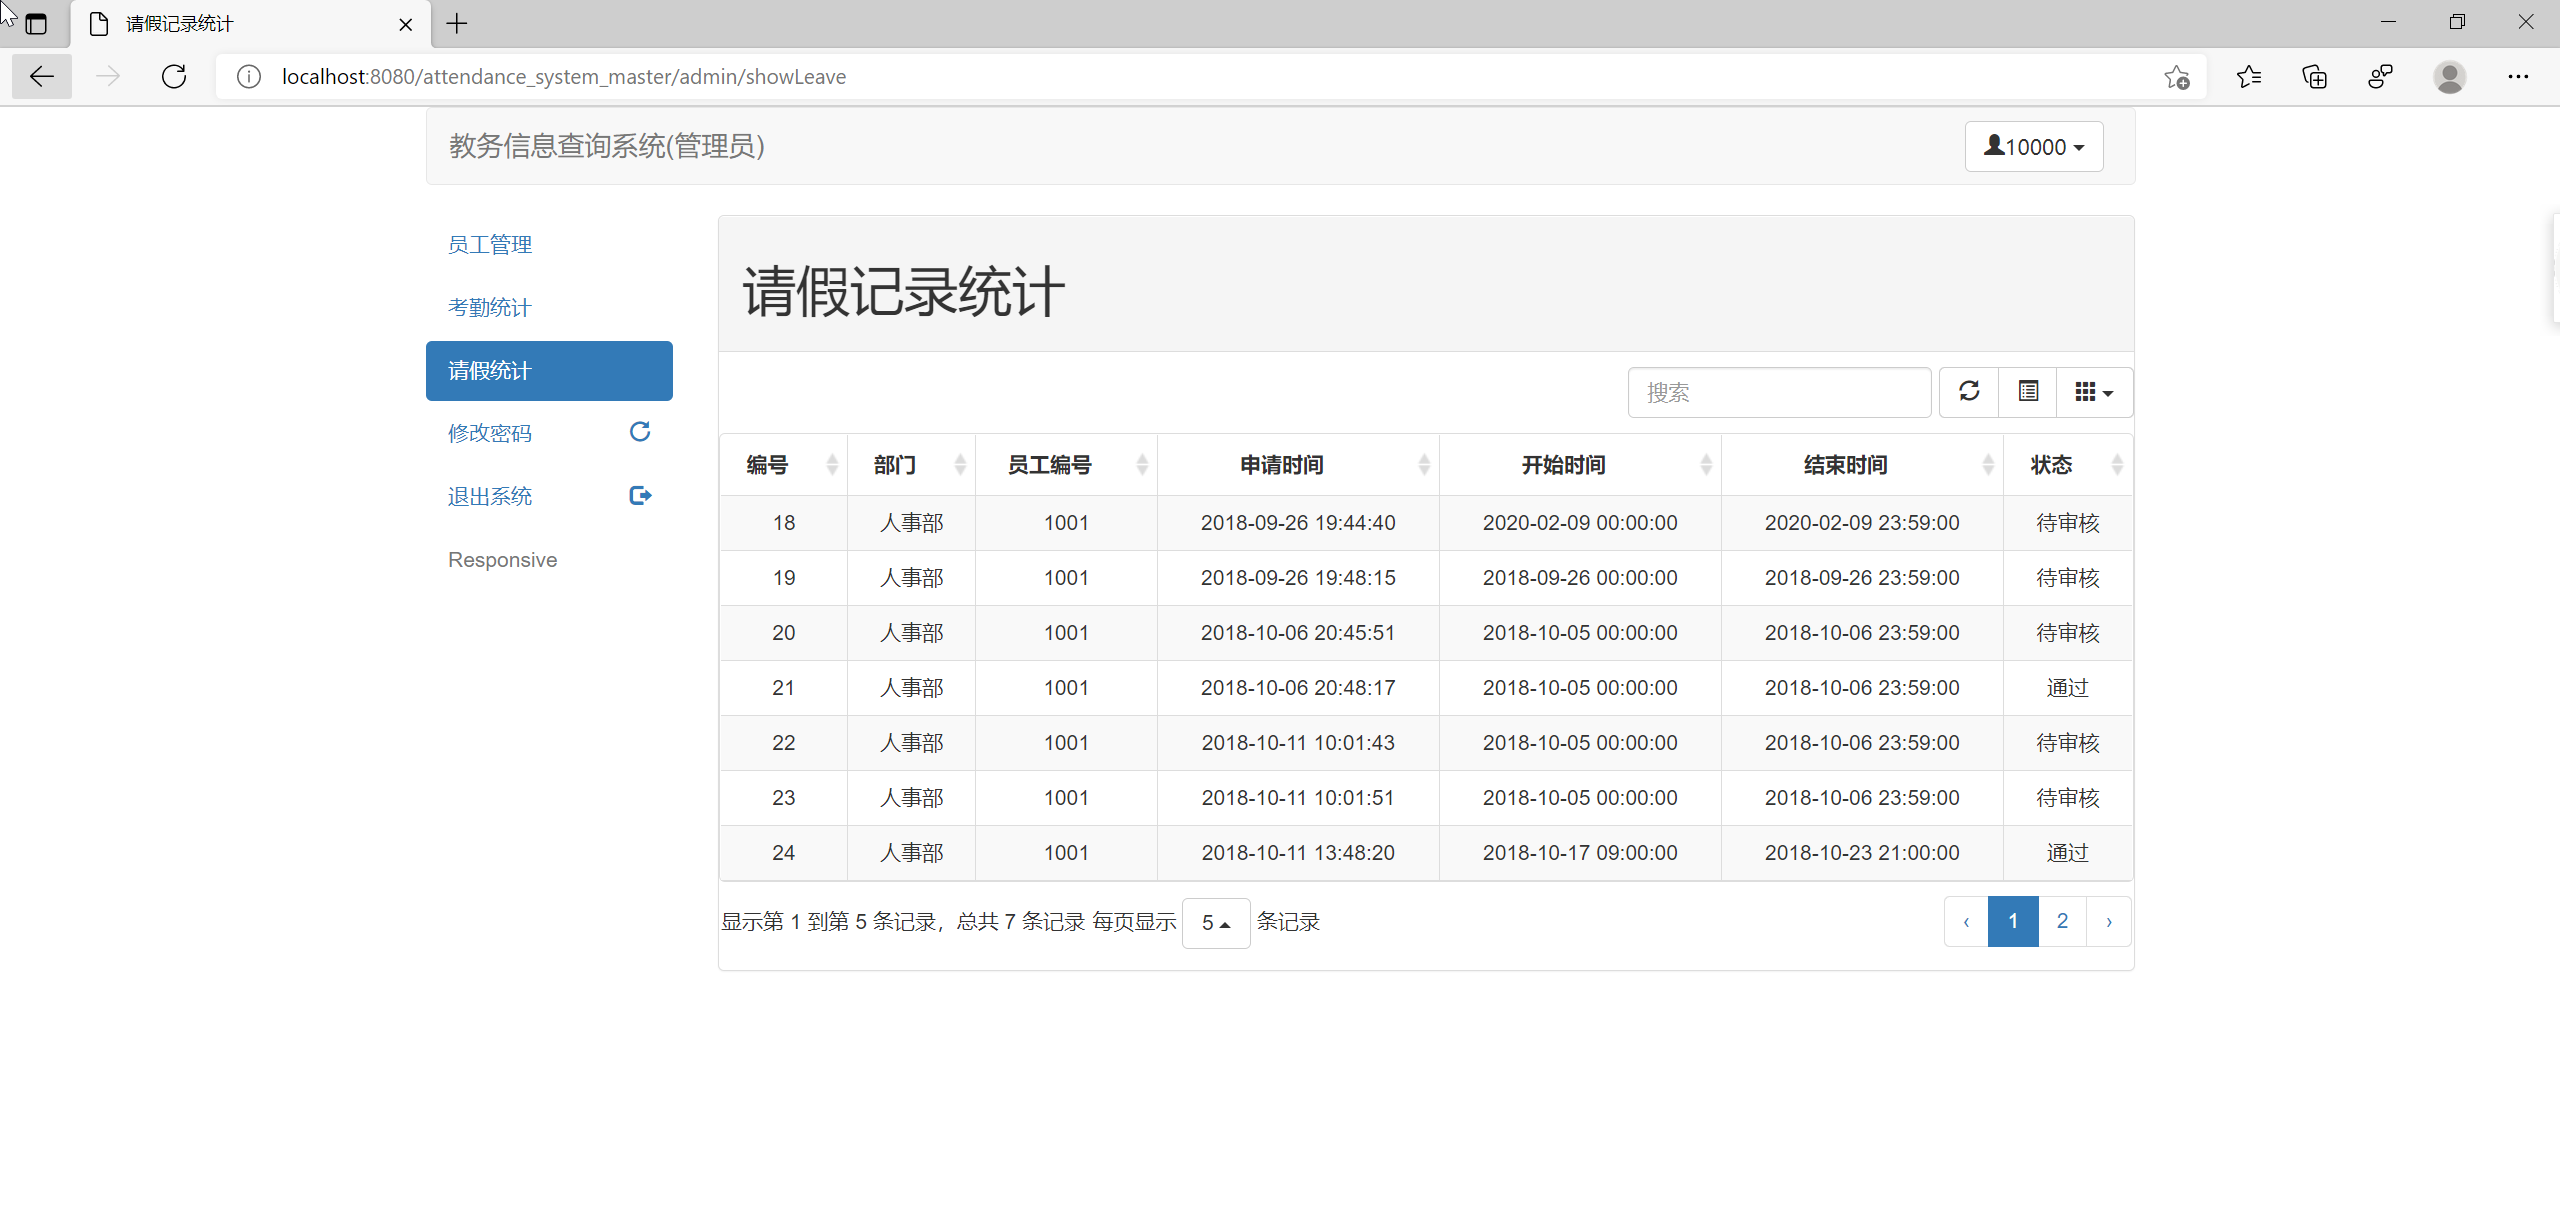 请假记录统计
localhost:8080/attendance_system_master/admin/showLeave
教务信息查询系统(管理员)
10000
员工管理
考勤统计
请假统计
修改密码
退出系统
Responsive
请假记录统计
搜索
编号 部门 员工编号 申请时间 开始时间 结束时间 状态
18 人事部 1001 2018-09-26 19:44:40 2020-02-09 00:00:00 2020-02-09 23:59:00 待审核
19 人事部 1001 2018-09-26 19:48:15 2018-09-26 00:00:00 2018-09-26 23:59:00 待审核
20 人事部 1001 2018-10-06 20:45:51 2018-10-05 00:00:00 2018-10-06 23:59:00 待审核
21 人事部 1001 2018-10-06 20:48:17 2018-10-05 00:00:00 2018-10-06 23:59:00 通过
22 人事部 1001 2018-10-11 10:01:43 2018-10-05 00:00:00 2018-10-06 23:59:00 待审核
23 人事部 1001 2018-10-11 10:01:51 2018-10-05 00:00:00 2018-10-06 23:59:00 待审核
24 人事部 1001 2018-10-11 13:48:20 2018-10-17 09:00:00 2018-10-23 21:00:00 通过
显示第 1 到第 5 条记录，总共 7 条记录 每页显示 5 条记录 ‹ 1 2 ›